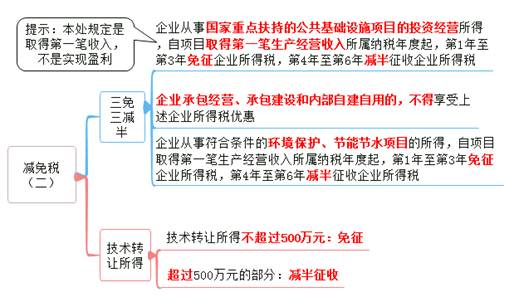 提示：本处规定是
取得第一笔收入，
不是实现盈利
企业从事国家重点扶持的公共基础设施项目的投资经营所得
，自项目取得第一笔生产经营收入所属纳税年度起，第1年至
第3年免征企业所得税，第4年至第6年减半征收企业所得税
三免
三减
半
企业承包经营、承包建设和内部自建自用的，不得享受上
述企业所得税优惠
企业从事符合条件的环境保护、节能节水项目的所得，自项目
取得第一笔生产经营收入所属纳税年度起，第1年至第3年免征
企业所得税，第4年至第6年减半征收企业所得税
减免税
（二）
技术转
让所得
技术转让所得不超过500万元：免征
超过500万元的部分：减半征收